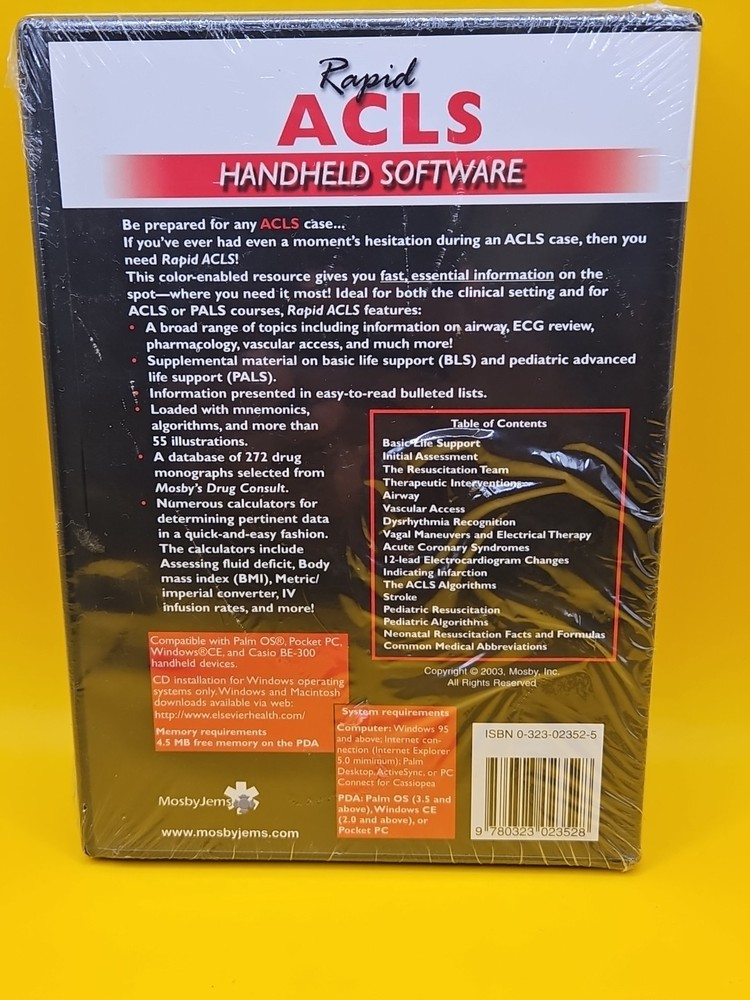 Rapid
ACLS
HANDHELD SOFTWARE
Be prepared for any ACLS case...
If you've ever had even a moment's hesitation during an ACLS case, then you
need Rapid ACLS!
This color-enabled resource gives you fast, essential information on the
spot—where you need it most! Ideal for both the clinical setting and for
ACLS or PALS courses, Rapid ACLS features:
• A broad range of topics including information on airway, ECG review,
pharmacology, vascular access, and much more!
• Supplemental material on basic life support (BLS) and pediatric advanced
life support (PALS).
• Information presented in easy-to-read bulleted lists.
• Loaded with mnemonics,
algorithms, and more than
55 illustrations.
• A database of 272 drug
monographs selected from
Mosby's Drug Consult.
• Numerous calculators for
determining pertinent data
in a quick-and-easy fashion.
The calculators include
Assessing fluid deficit, Body
mass index (BMI), Metric/
imperial converter, IV
infusion rates, and more!
Table of Contents
Basic Life Support
Initial Assessment
The Resuscitation Team
Therapeutic Interventions
Airway
Vascular Access
Dysrhythmia Recognition
Vagal Maneuvers and Electrical Therapy
Acute Coronary Syndromes
12-lead Electrocardiogram Changes
Indicating Infarction
The ACLS Algorithms
Stroke
Pediatric Resuscitation
Pediatric Algorithms
Neonatal Resuscitation Facts and Formulas
Common Medical Abbreviations
Copyright © 2003, Mosby, Inc.
All Rights Reserved
Compatible with Palm OS®, Pocket PC,
Windows®CE, and Casio BE-300
handheld devices.
CD installation for Windows operating
systems only. Windows and Macintosh
downloads available via web:
http://www.elsevierhealth.com/
Memory requirements
4.5 MB free memory on the PDA
System requirements
Computer: Windows 95
and above; Internet con-
nection (Internet Explorer
5.0 mimimum); Palm
Desktop, ActiveSync, or PC
Connect for Cassiopea
PDA: Palm OS (3.5 and
above), Windows CE
(2.0 and above), or
Pocket PC
ISBN 0-323-02352-5
9 780323 023528
MosbyJems
www.mosbyjems.com